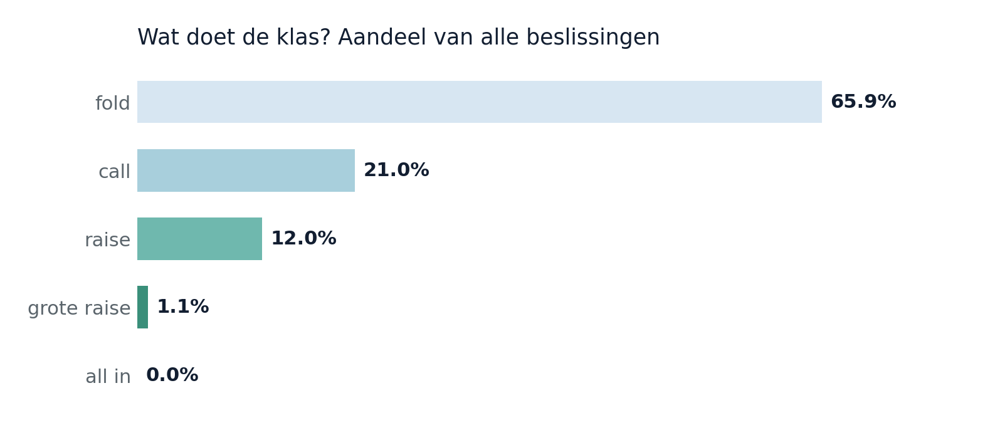 Wat doet de klas? Aandeel van alle beslissingen
fold 65.9%
call 21.0%
raise 12.0%
grote raise 1.1%
all in 0.0%